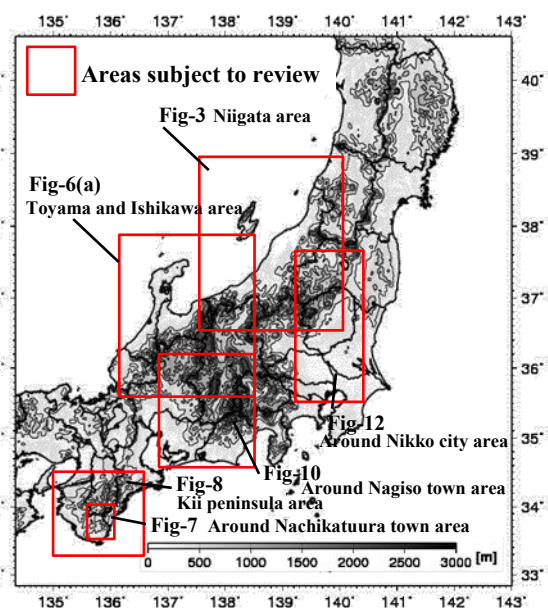 135° 136° 137° 138° 139° 140° 141° 142° 143°
Areas subject to review
40°
Fig-3 Niigata area
39°
Fig-6(a)
Toyama and Ishikawa area
38°
37°
36°
Fig-12
Around Nikko city area
35°
Fig-10
Around Nagiso town area
Fig-8
Kii peninsula area
34°
Fig-7 Around Nachikatuura town area
0 500 1000 1500 2000 2500 3000 [m]
33°
135° 136° 137° 138° 139° 140° 141° 142° 143°